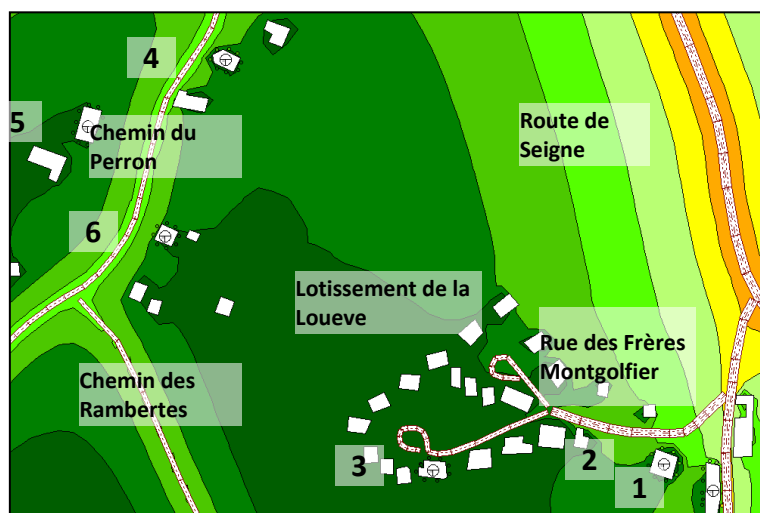 4
5
Chemin du
Perron
Route de
Seigne
6
Lotissement de la
Loueve
Rue des Frères
Montgolfier
Chemin des
Rambertes
3
2
1